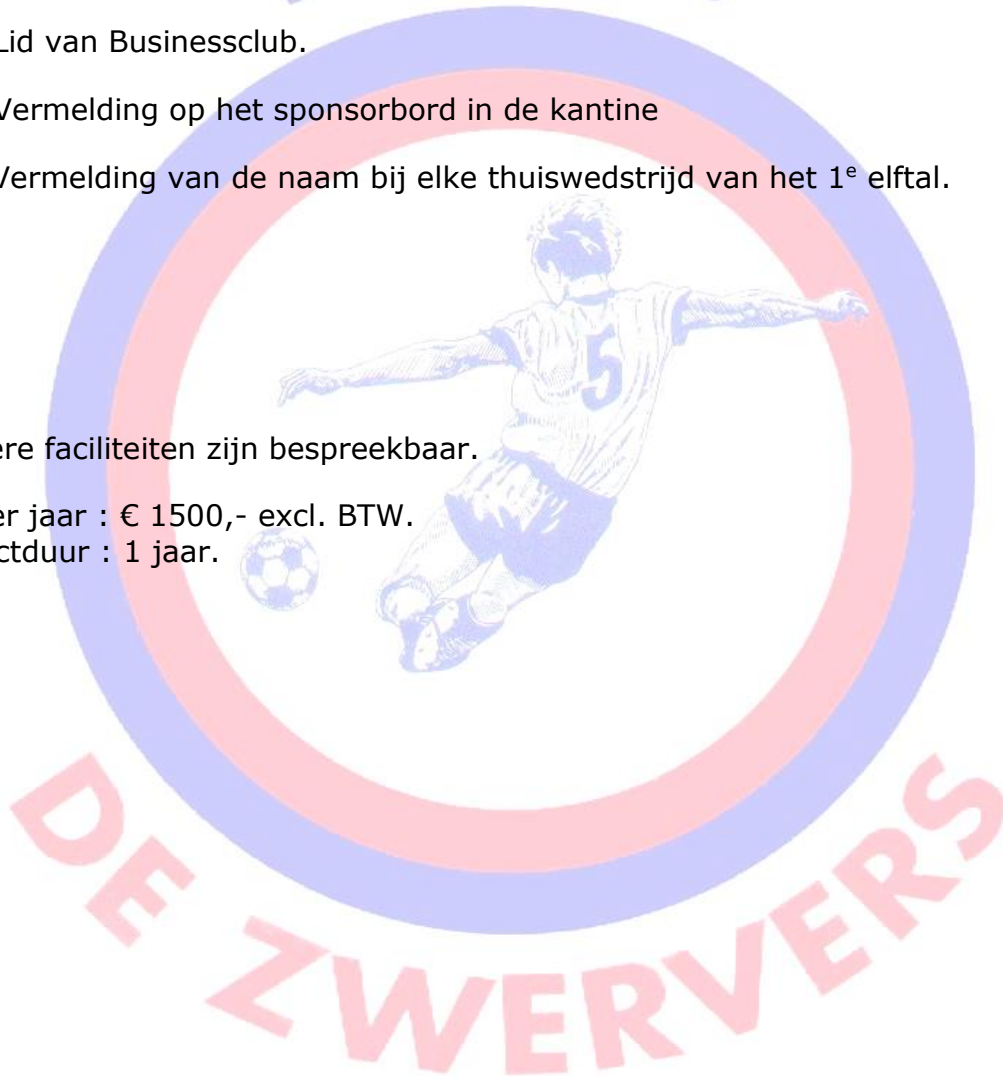 Lid van Businessclub.
Vermelding op het sponsorbord in de kantine
Vermelding van de naam bij elke thuiswedstrijd van het 1e elftal.
5
ere faciliteiten zijn bespreekbaar.
er jaar : € 1500,- excl. BTW.
ctduur : 1 jaar.
DE ZWERVERS